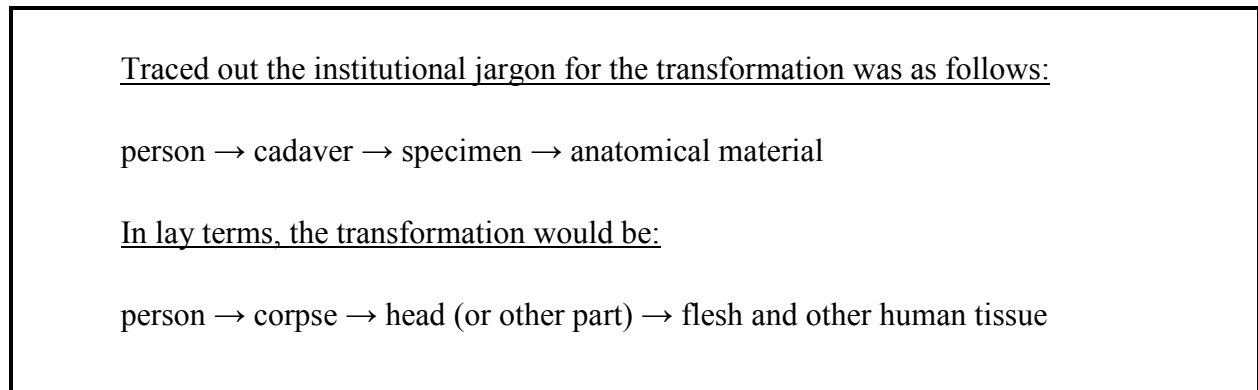 Traced out the institutional jargon for the transformation was as follows:
person → cadaver → specimen → anatomical material
In lay terms, the transformation would be:
person → corpse → head (or other part) → flesh and other human tissue